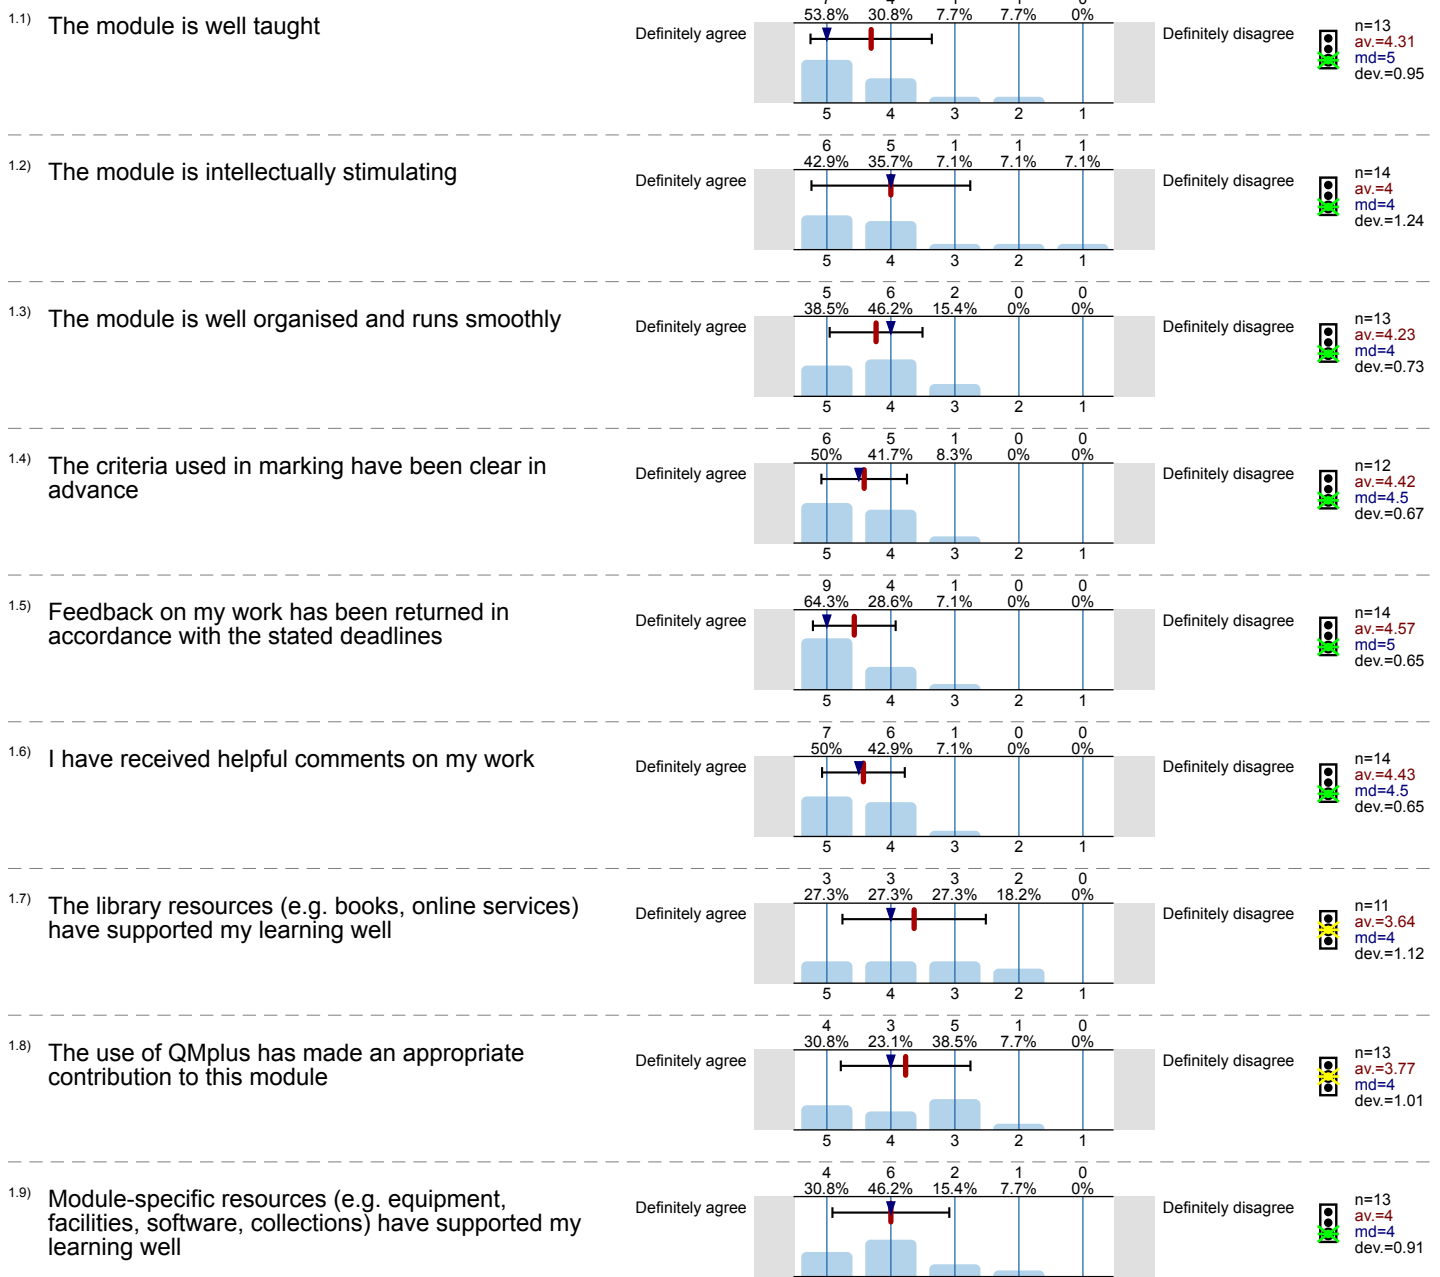 7 4 1 1 0
53.8% 30.8% 7.7% 7.7% 0%
1.1) The module is well taught
Definitely agree
Definitely disagree
n=13
av.=4.31
md=5
dev.=0.95
5 4 3 2 1
6 5 1 1 1
42.9% 35.7% 7.1% 7.1% 7.1%
1.2) The module is intellectually stimulating
Definitely agree
Definitely disagree
n=14
av.=4
md=4
dev.=1.24
5 4 3 2 1
5 6 2 0 0
38.5% 46.2% 15.4% 0% 0%
1.3) The module is well organised and runs smoothly
Definitely agree
Definitely disagree
n=13
av.=4.23
md=4
dev.=0.73
5 4 3 2 1
6 5 1 0 0
50% 41.7% 8.3% 0% 0%
1.4) The criteria used in marking have been clear in
advance
Definitely agree
Definitely disagree
n=12
av.=4.42
md=4.5
dev.=0.67
5 4 3 2 1
9 4 1 0 0
64.3% 28.6% 7.1% 0% 0%
1.5) Feedback on my work has been returned in
accordance with the stated deadlines
Definitely agree
Definitely disagree
n=14
av.=4.57
md=5
dev.=0.65
5 4 3 2 1
7 6 1 0 0
50% 42.9% 7.1% 0% 0%
1.6) I have received helpful comments on my work
Definitely agree
Definitely disagree
n=14
av.=4.43
md=4.5
dev.=0.65
5 4 3 2 1
3 3 3 2 0
27.3% 27.3% 27.3% 18.2% 0%
1.7) The library resources (e.g. books, online services)
have supported my learning well
Definitely agree
Definitely disagree
n=11
av.=3.64
md=4
dev.=1.12
5 4 3 2 1
4 3 5 1 0
30.8% 23.1% 38.5% 7.7% 0%
1.8) The use of QMplus has made an appropriate
contribution to this module
Definitely agree
Definitely disagree
n=13
av.=3.77
md=4
dev.=1.01
5 4 3 2 1
4 6 2 1 0
30.8% 46.2% 15.4% 7.7% 0%
1.9) Module-specific resources (e.g. equipment,
facilities, software, collections) have supported my
learning well
Definitely agree
Definitely disagree
n=13
av.=4
md=4
dev.=0.91